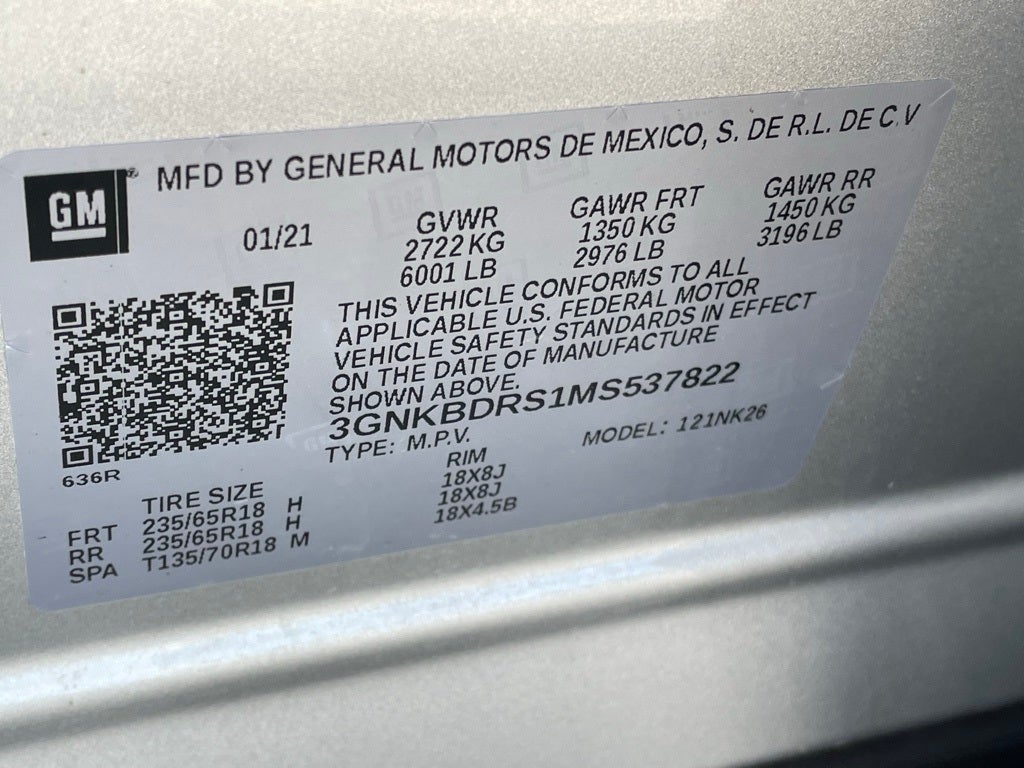 GM
MFD BY GENERAL MOTORS DE MEXICO, S. DE R.L. DE C.V
01/21
GVWR
2722 KG
6001 LB
GAWR FRT
1350 KG
2976 LB
GAWR RR
1450 KG
3196 LB
THIS VEHICLE CONFORMS TO ALL
APPLICABLE U.S. FEDERAL MOTOR
VEHICLE SAFETY STANDARDS IN EFFECT
ON THE DATE OF MANUFACTURE
SHOWN ABOVE.
3GNKBDRS1MS537822
TYPE: M.P.V. MODEL: 121NK26
636R
TIRE SIZE RIM
FRT 235/65R18 H 18X8J
RR 235/65R18 H 18X8J
SPA T135/70R18 M 18X4.5B